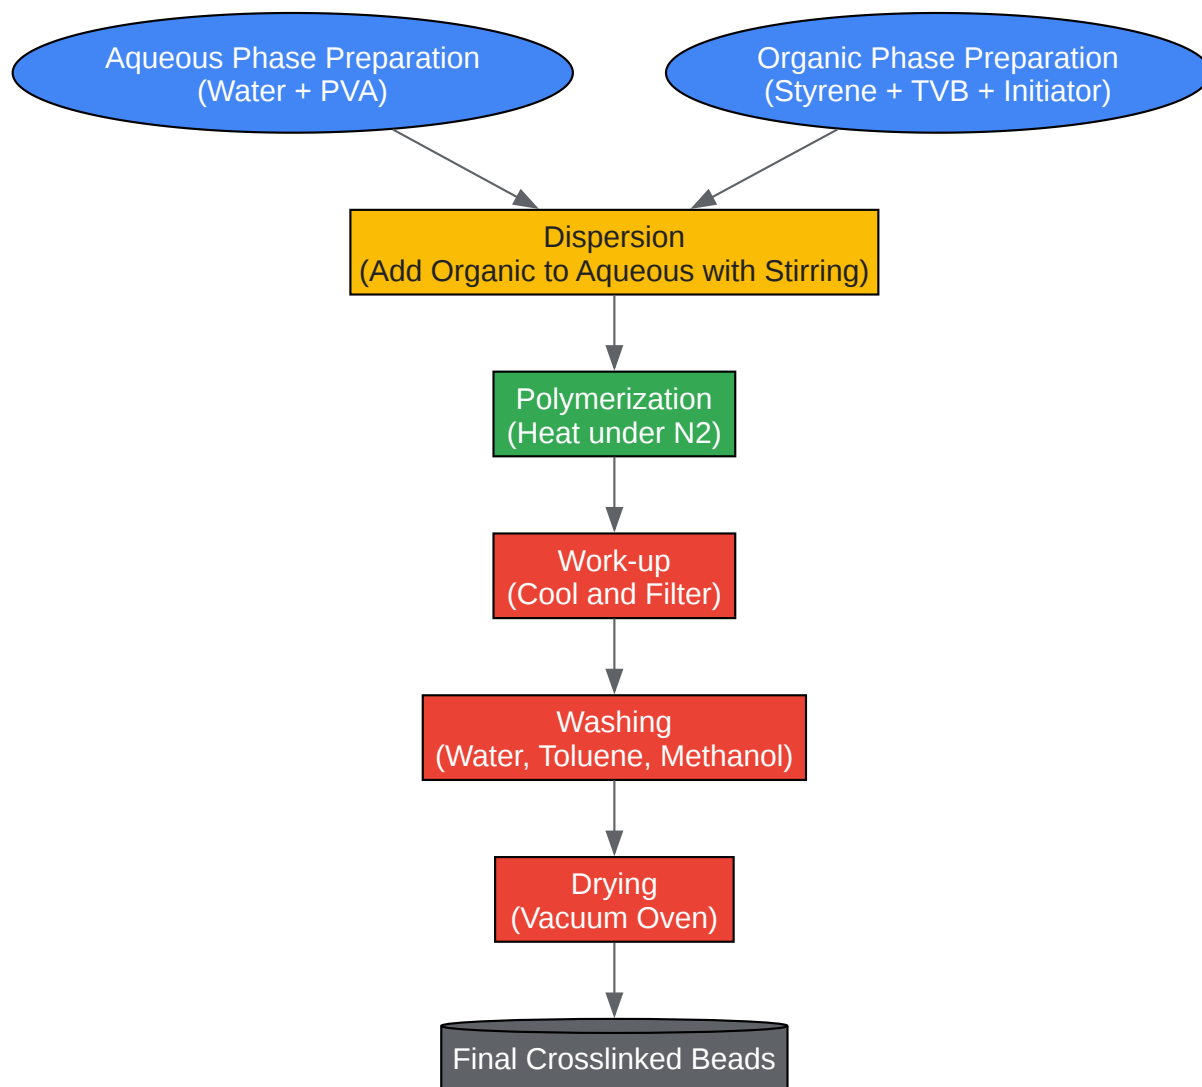 Aqueous Phase Preparation
(Water + PVA)
Organic Phase Preparation
(Styrene + TVB + Initiator)
Dispersion
(Add Organic to Aqueous with Stirring)
Polymerization
(Heat under N2)
Work-up
(Cool and Filter)
Washing
(Water, Toluene, Methanol)
Drying
(Vacuum Oven)
Final Crosslinked Beads